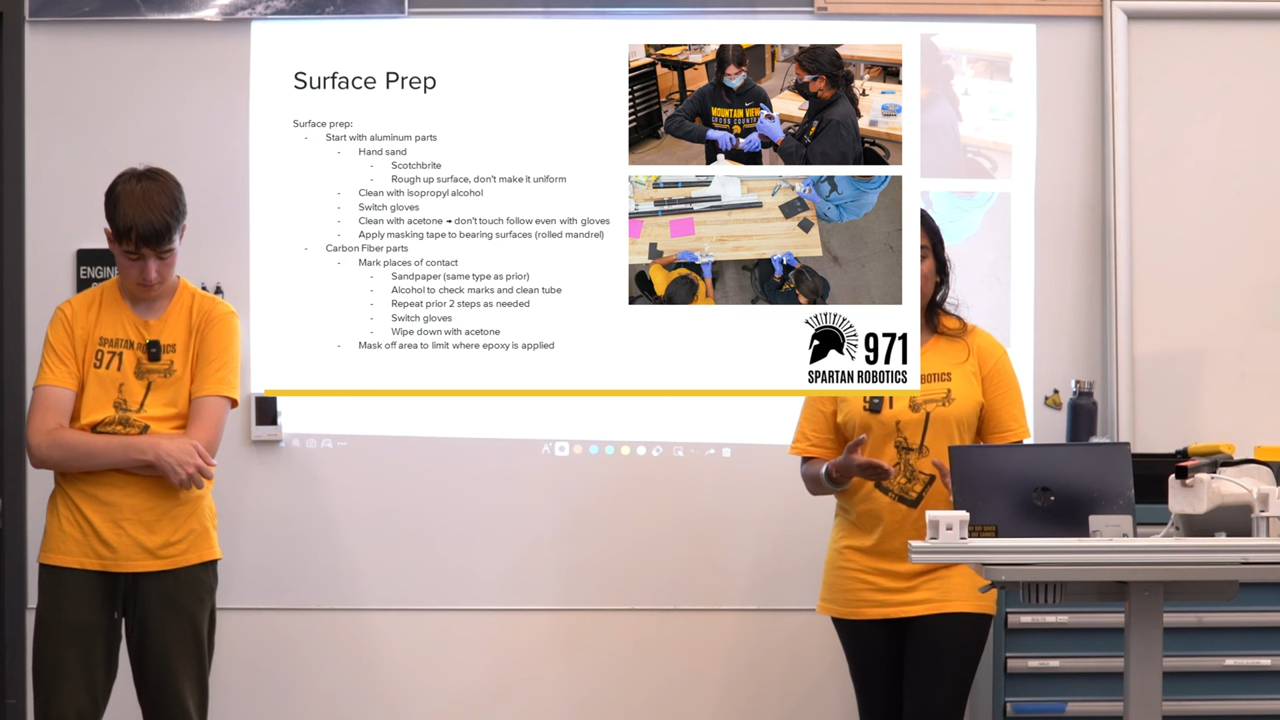 Surface Prep
Surface prep:
- Start with aluminum parts
- Hand sand
- Scotchbrite
- Rough up surface, don't make it uniform
- Clean with isopropyl alcohol
- Switch gloves
- Clean with acetone → don't touch follow even with gloves
- Apply masking tape to bearing surfaces (rolled mandrel)
- Carbon Fiber parts
- Mark places of contact
- Sandpaper (same type as prior)
- Alcohol to check marks and clean tube
- Repeat prior 2 steps as needed
- Switch gloves
- Wipe down with acetone
- Mask off area to limit where epoxy is applied
MOUNTAIN VIEW
CROSS COUNTRY
971
SPARTAN ROBOTICS
ENGINE
SPARTAN ROBOTICS
971
BOTICS